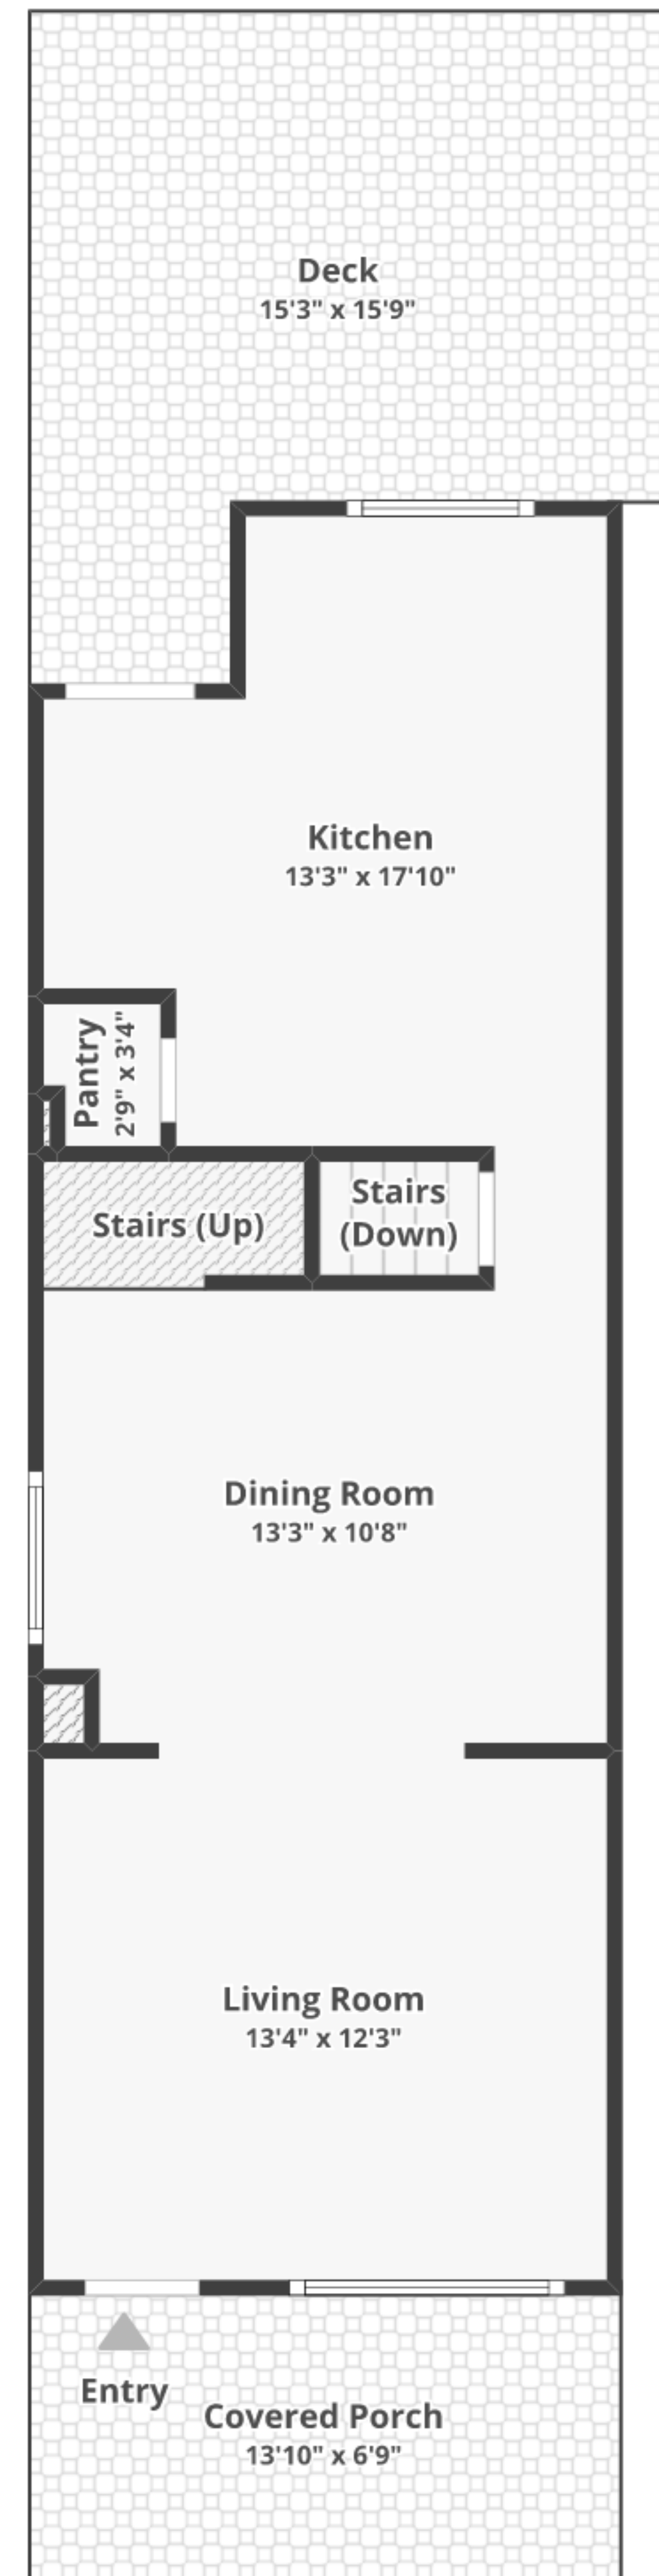 Deck
15'3" x 15'9"
Kitchen
13'3" x 17'10"
Pantry
2'9" x 3'4"
Stairs (Up)
Stairs
(Down)
Dining Room
13'3" x 10'8"
Living Room
13'4" x 12'3"
Entry
Covered Porch
13'10" x 6'9"